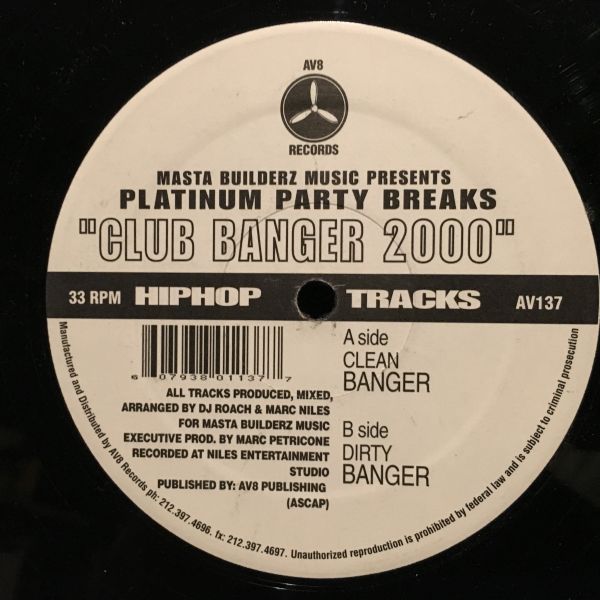 AV8
RECORDS
MASTA BUILDERZ MUSIC PRESENTS
PLATINUM PARTY BREAKS
"CLUB BANGER 2000"
33 RPM HIPHOP TRACKS AV137
6 07938 01137 7
ALL TRACKS PRODUCED, MIXED,
ARRANGED BY DJ ROACH & MARC NILES
FOR MASTA BUILDERZ MUSIC
EXECUTIVE PROD. BY MARC PETRICONE
RECORDED AT NILES ENTERTAINMENT
STUDIO
PUBLISHED BY: AV8 PUBLISHING
(ASCAP)
A side
CLEAN
BANGER
B side
DIRTY
BANGER
Manufactured and Distributed by AV8 Records ph: 212.397.4696. fx: 212.397.4697. Unauthorized reproduction is prohibited by federal law and is subject to criminal prosecution